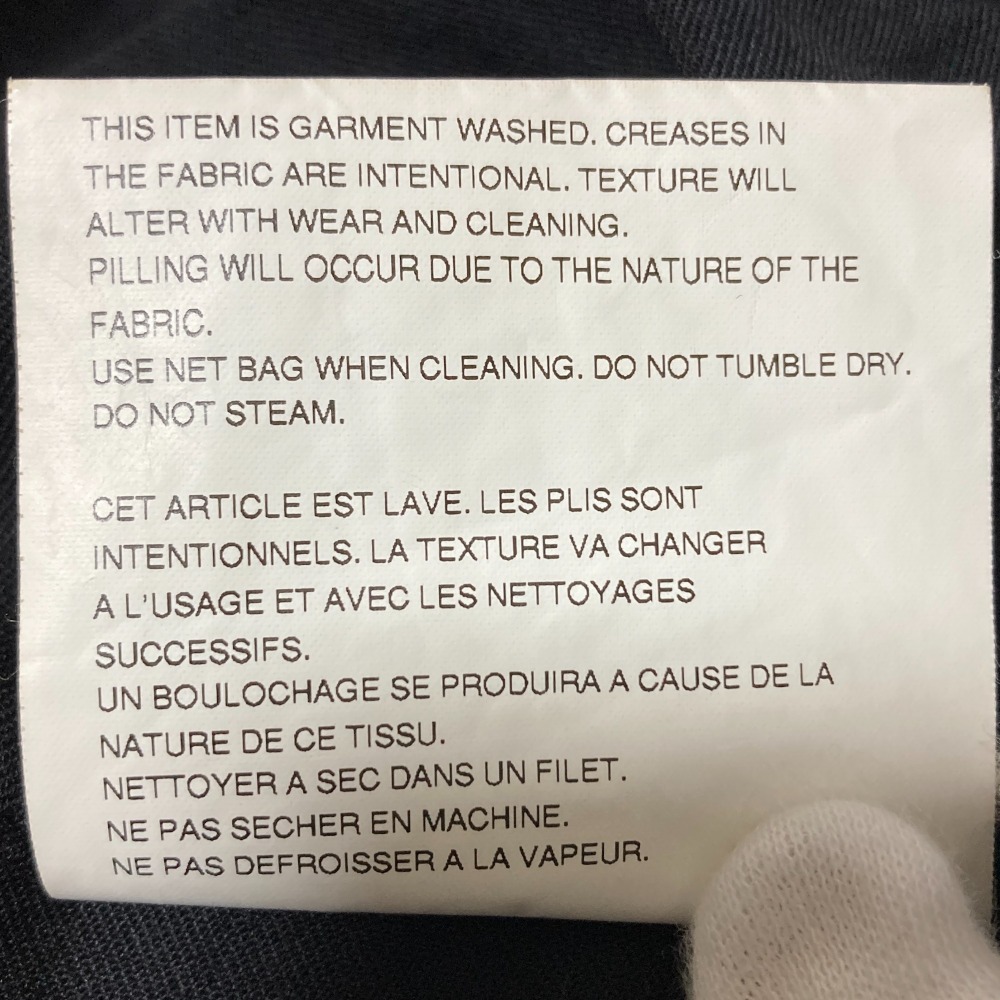 THIS ITEM IS GARMENT WASHED. CREASES IN
THE FABRIC ARE INTENTIONAL. TEXTURE WILL
ALTER WITH WEAR AND CLEANING.
PILLING WILL OCCUR DUE TO THE NATURE OF THE
FABRIC.
USE NET BAG WHEN CLEANING. DO NOT TUMBLE DRY.
DO NOT STEAM.
CET ARTICLE EST LAVE. LES PLIS SONT
INTENTIONNELS. LA TEXTURE VA CHANGER
A L'USAGE ET AVEC LES NETTOYAGES
SUCCESSIFS.
UN BOULOCHAGE SE PRODUIRA A CAUSE DE LA
NATURE DE CE TISSU.
NETTOYER A SEC DANS UN FILET.
NE PAS SECHER EN MACHINE.
NE PAS DEFROISSER A LA VAPEUR.